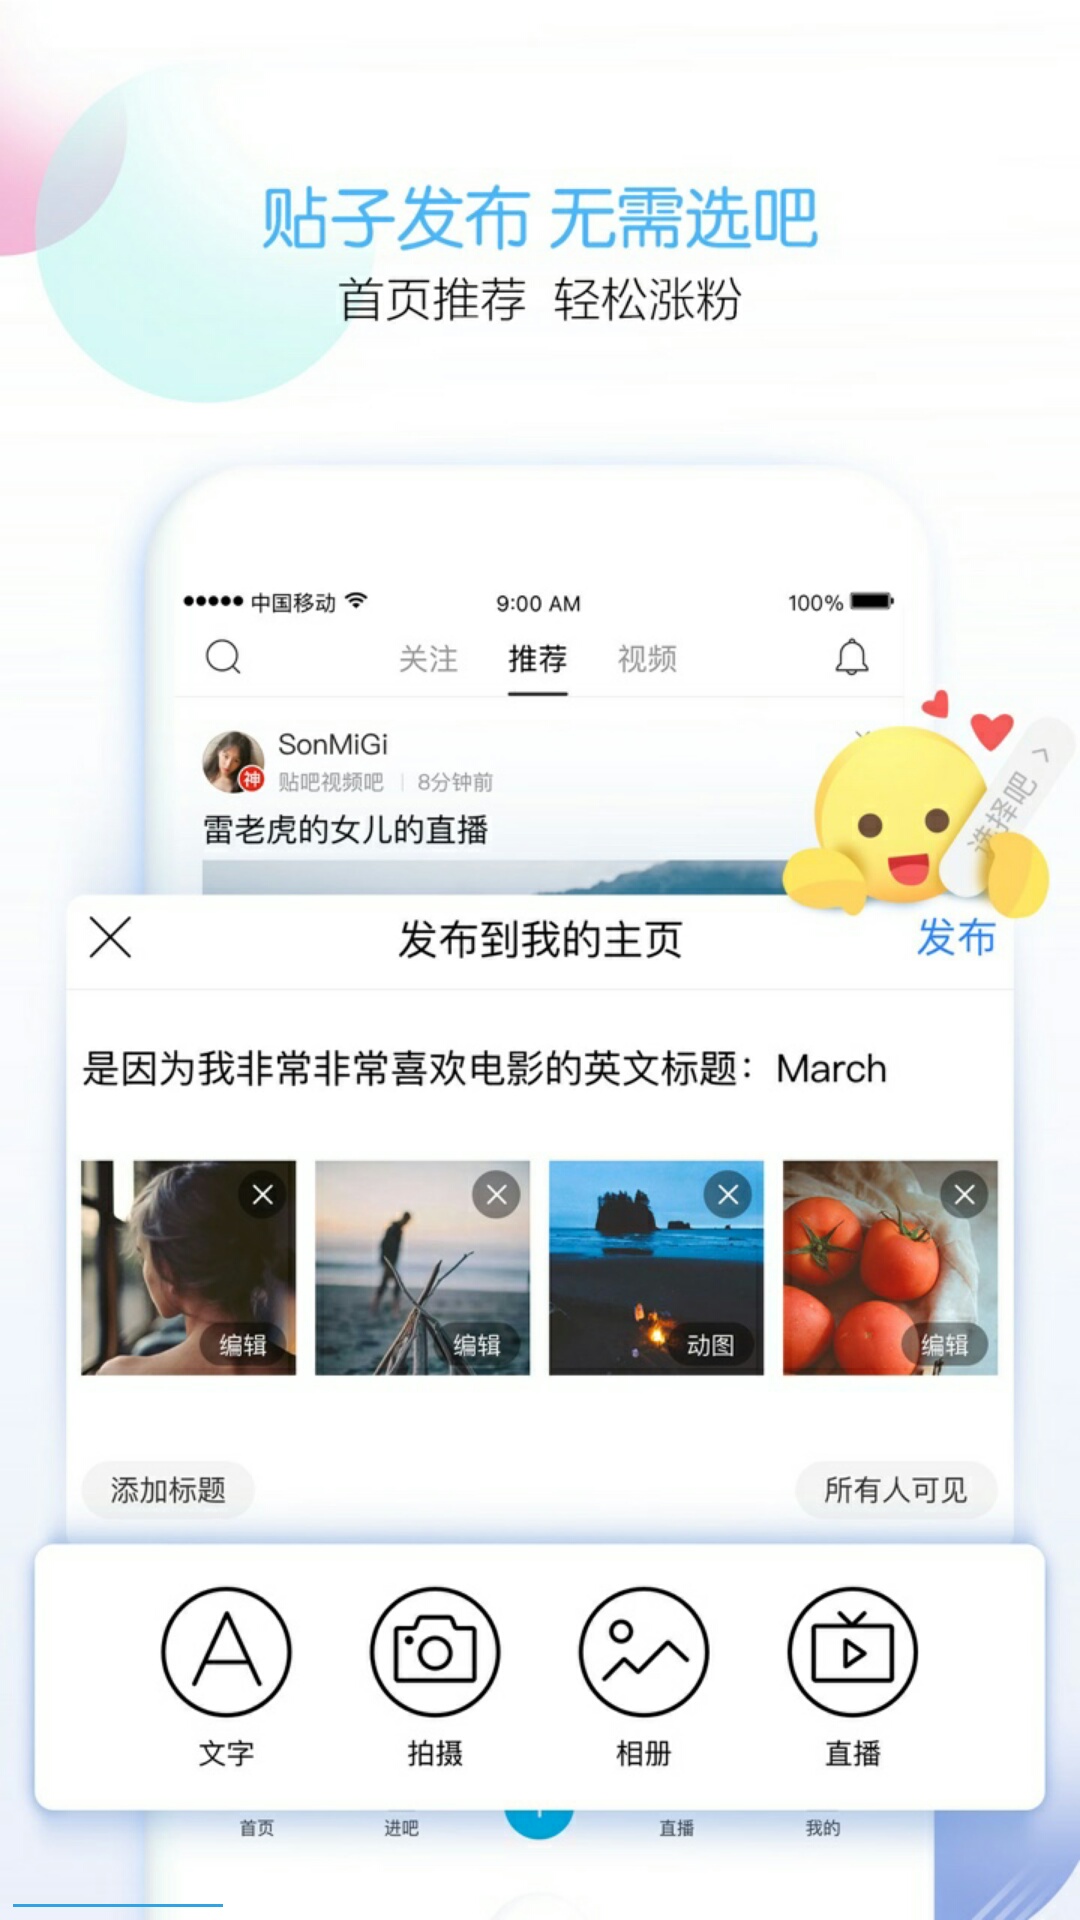 贴子发布 无需选吧
首页推荐 轻松涨粉
中国移动 9:00 AM 100%
关注 推荐 视频
SonMiGi
神
贴吧视频吧 | 8分钟前
雷老虎的女儿的直播
选择吧
发布到我的主页 发布
是因为我非常非常喜欢电影的英文标题：March
编辑 编辑 动图 编辑
添加标题 所有人可见
文字 拍摄 相册 直播
首页 进吧 直播 我的